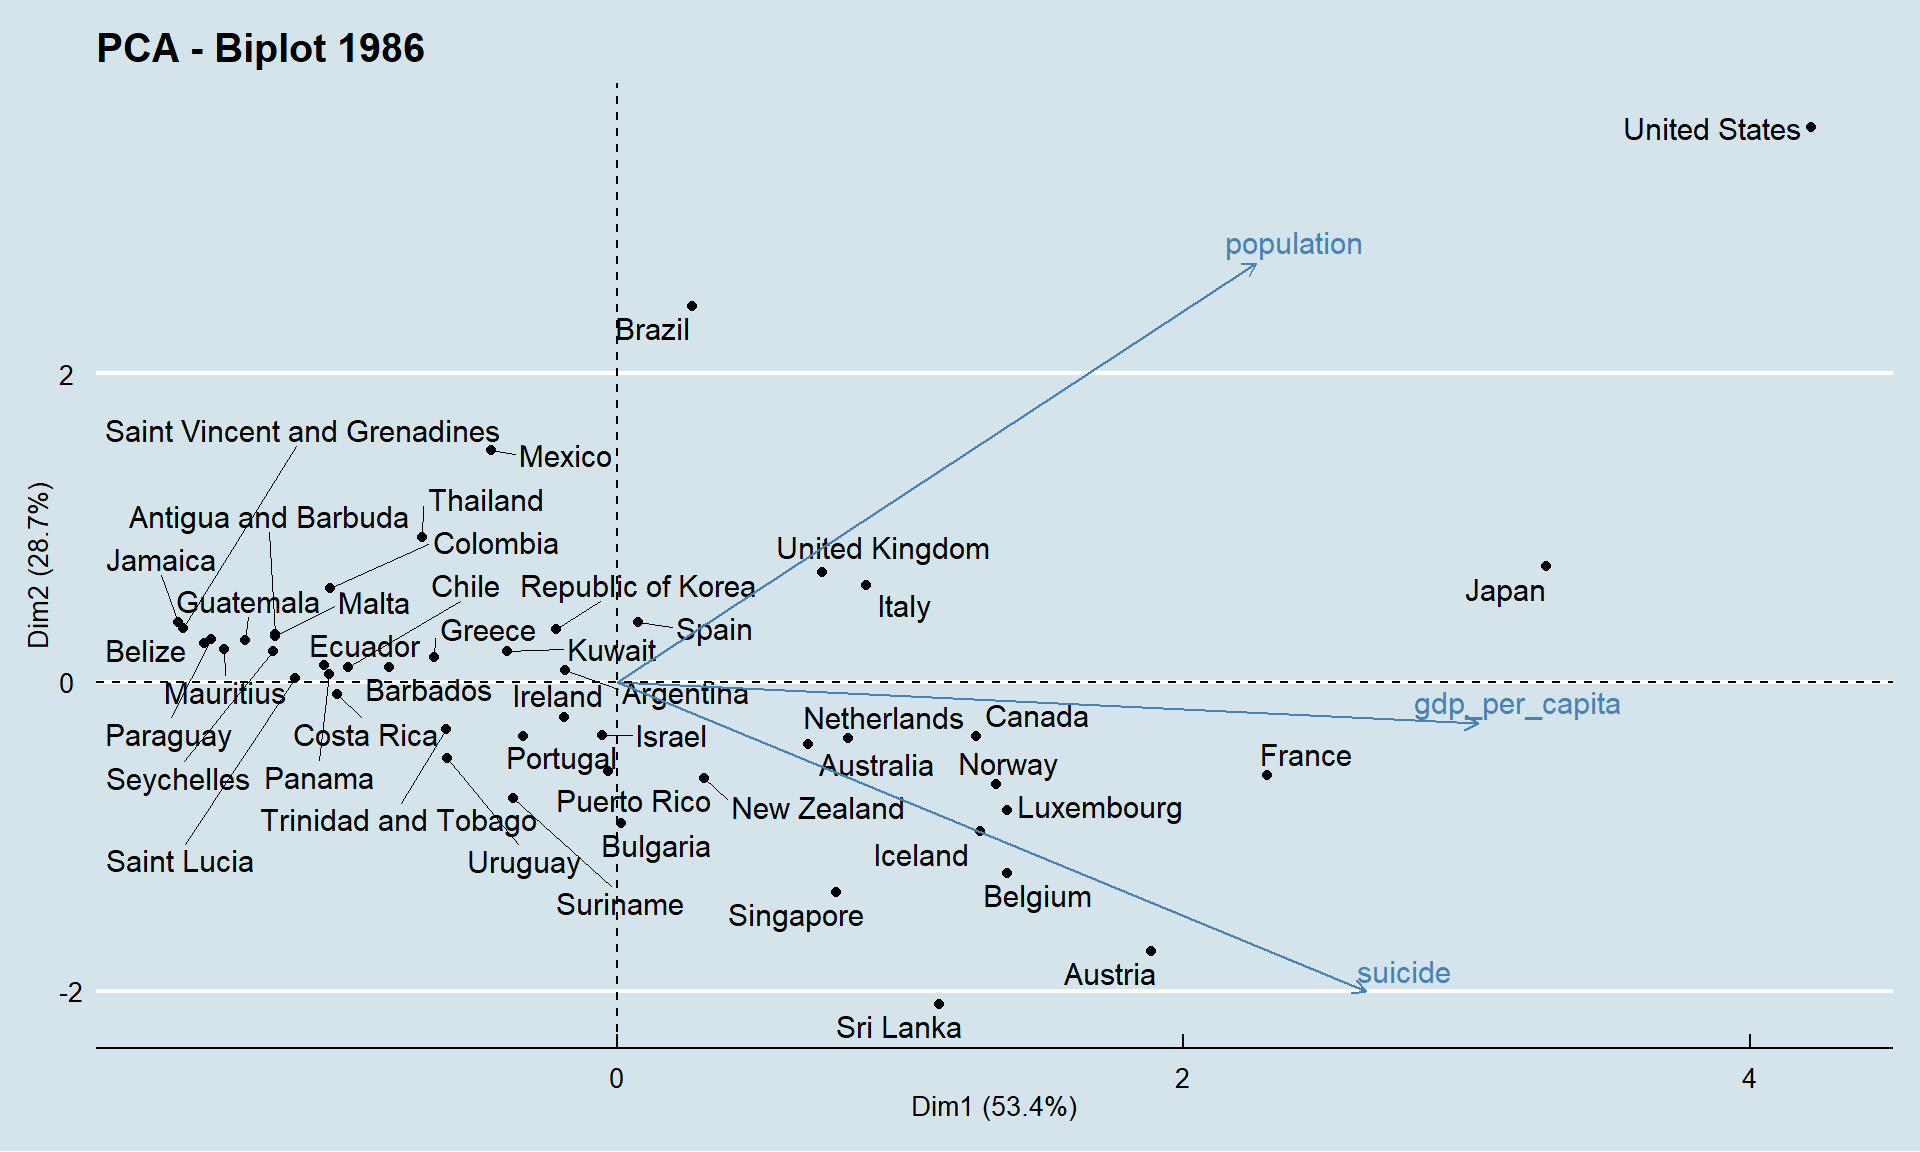 PCA - Biplot 1986
United States
population
Brazil
2
Saint Vincent and Grenadines
Mexico
Thailand
Antigua and Barbuda
Colombia
United Kingdom
Jamaica
Chile
Republic of Korea
Japan
Guatemala
Malta
Italy
Dim2 (28.7%)
Greece
Spain
Belize
Ecuador
Kuwait
0
Mauritius
Barbados
Ireland
Argentina
gdp_per_capita
Netherlands
Canada
Paraguay
Costa Rica
Israel
France
Portugal
Australia
Norway
Seychelles
Panama
Puerto Rico
New Zealand
Luxembourg
Trinidad and Tobago
Bulgaria
Iceland
Saint Lucia
Uruguay
Belgium
Suriname
Singapore
Austria
suicide
-2
Sri Lanka
0
2
4
Dim1 (53.4%)